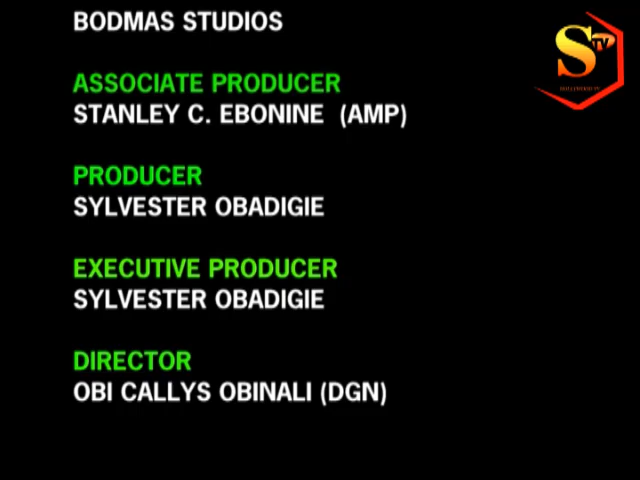 BODMAS STUDIOS
STV
ASSOCIATE PRODUCER
STANLEY C. EBONINE (AMP)
PRODUCER
SYLVESTER OBADIGIE
EXECUTIVE PRODUCER
SYLVESTER OBADIGIE
DIRECTOR
OBI CALLYS OBINALI (DGN)